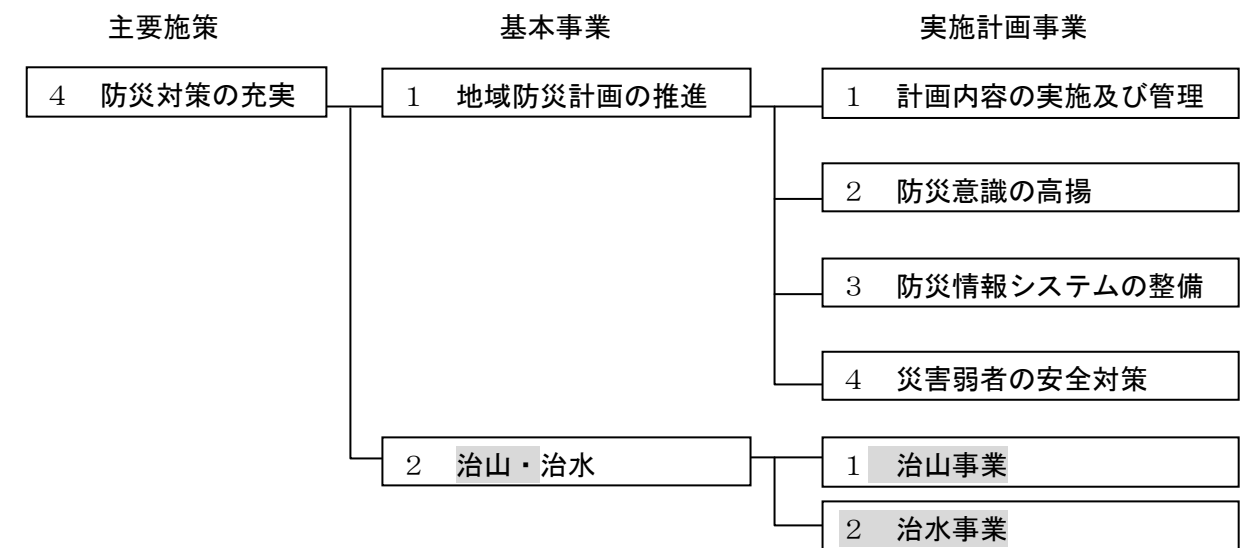 主要施策 基本事業 実施計画事業
４ 防災対策の充実 １ 地域防災計画の推進 １ 計画内容の実施及び管理
２ 防災意識の高揚
３ 防災情報システムの整備
４ 災害弱者の安全対策
２ 治山・治水 １ 治山事業
２ 治水事業